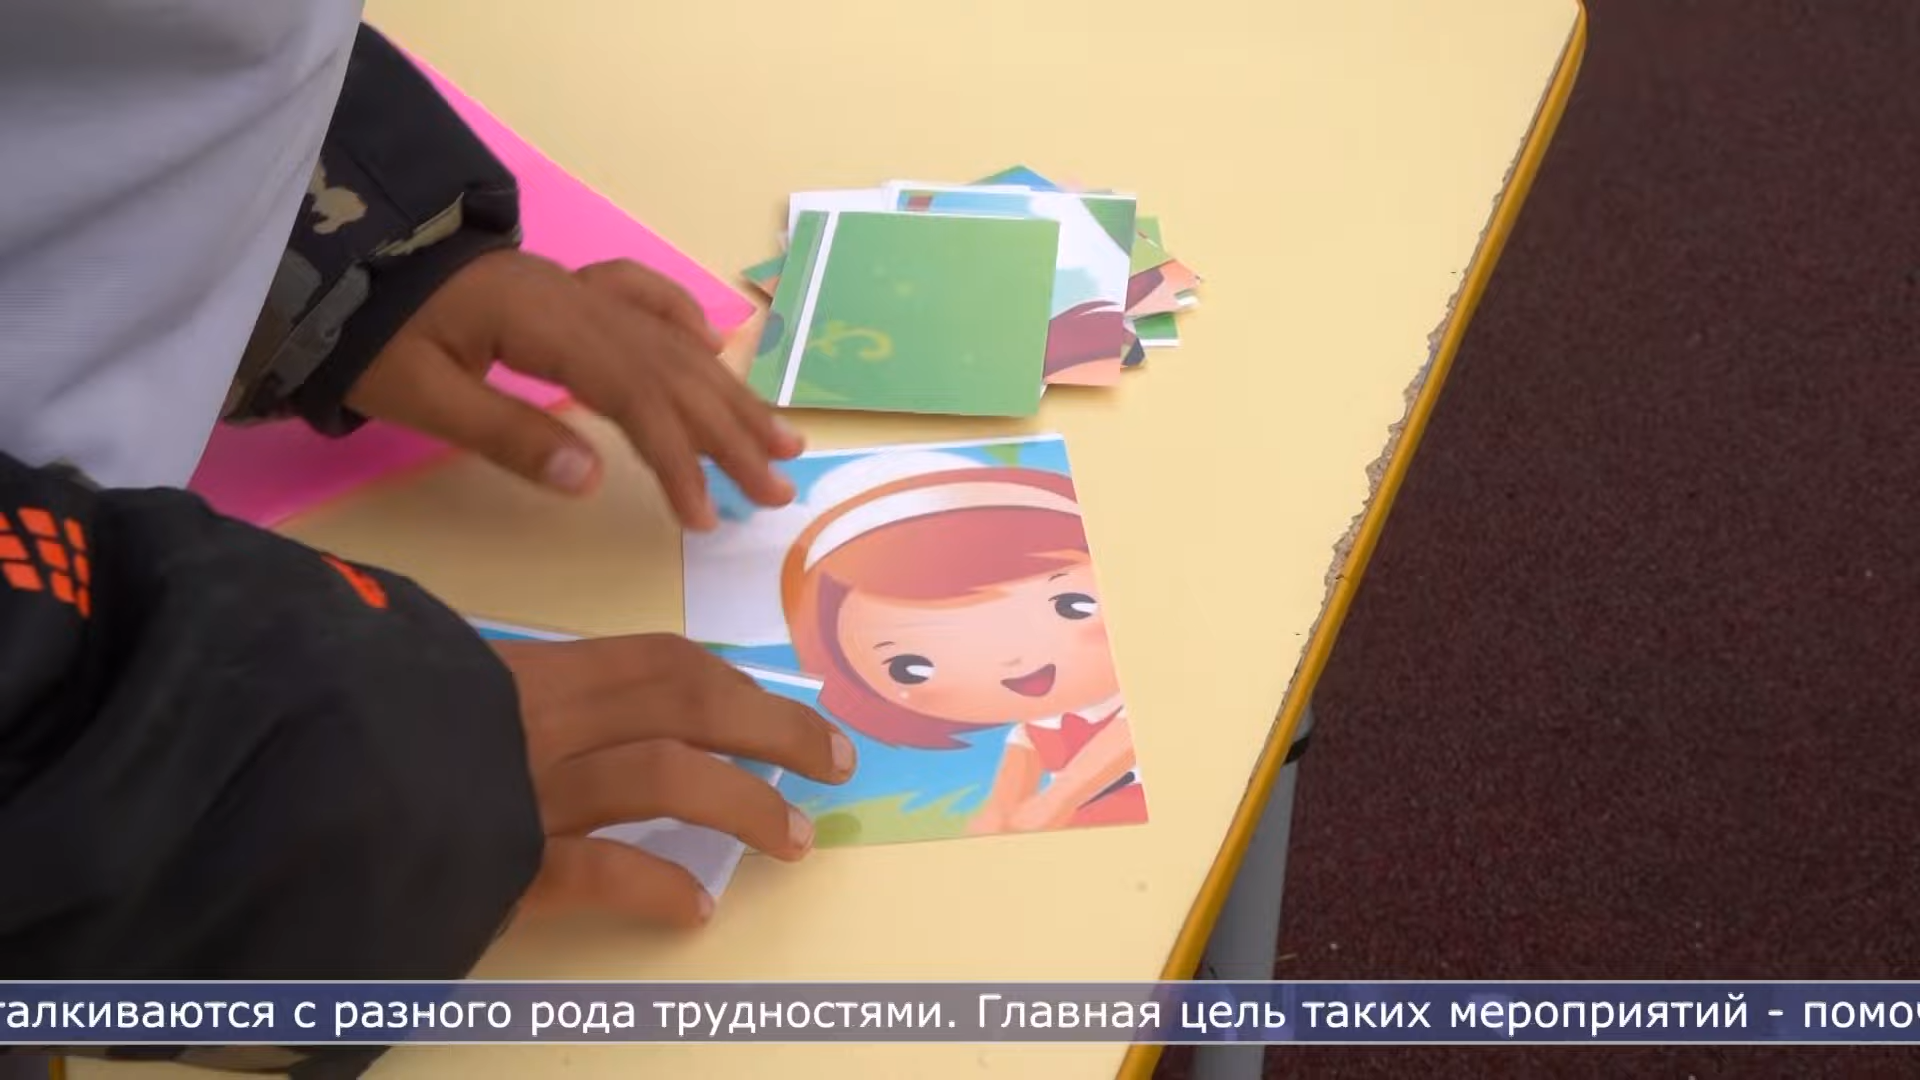 талкиваются с разного рода трудностями. Главная цель таких мероприятий - помоч